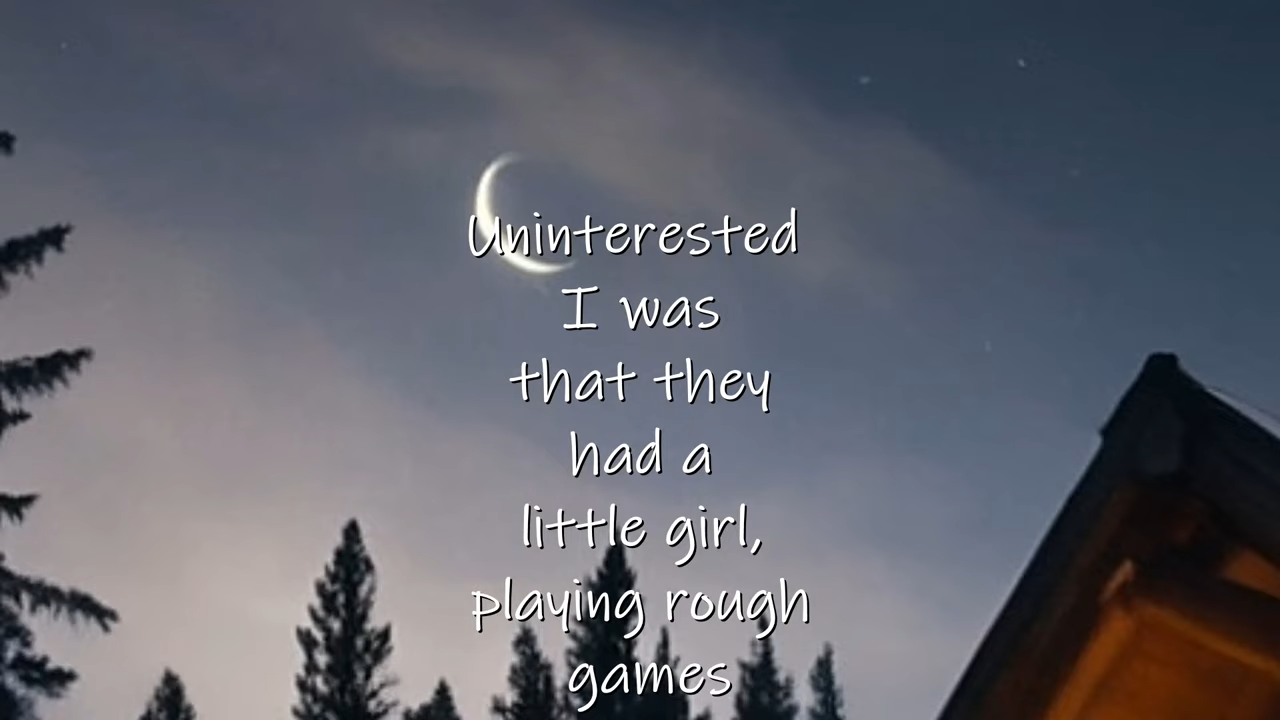 Uninterested
I was
that they
had a
little girl,
playing rough
games